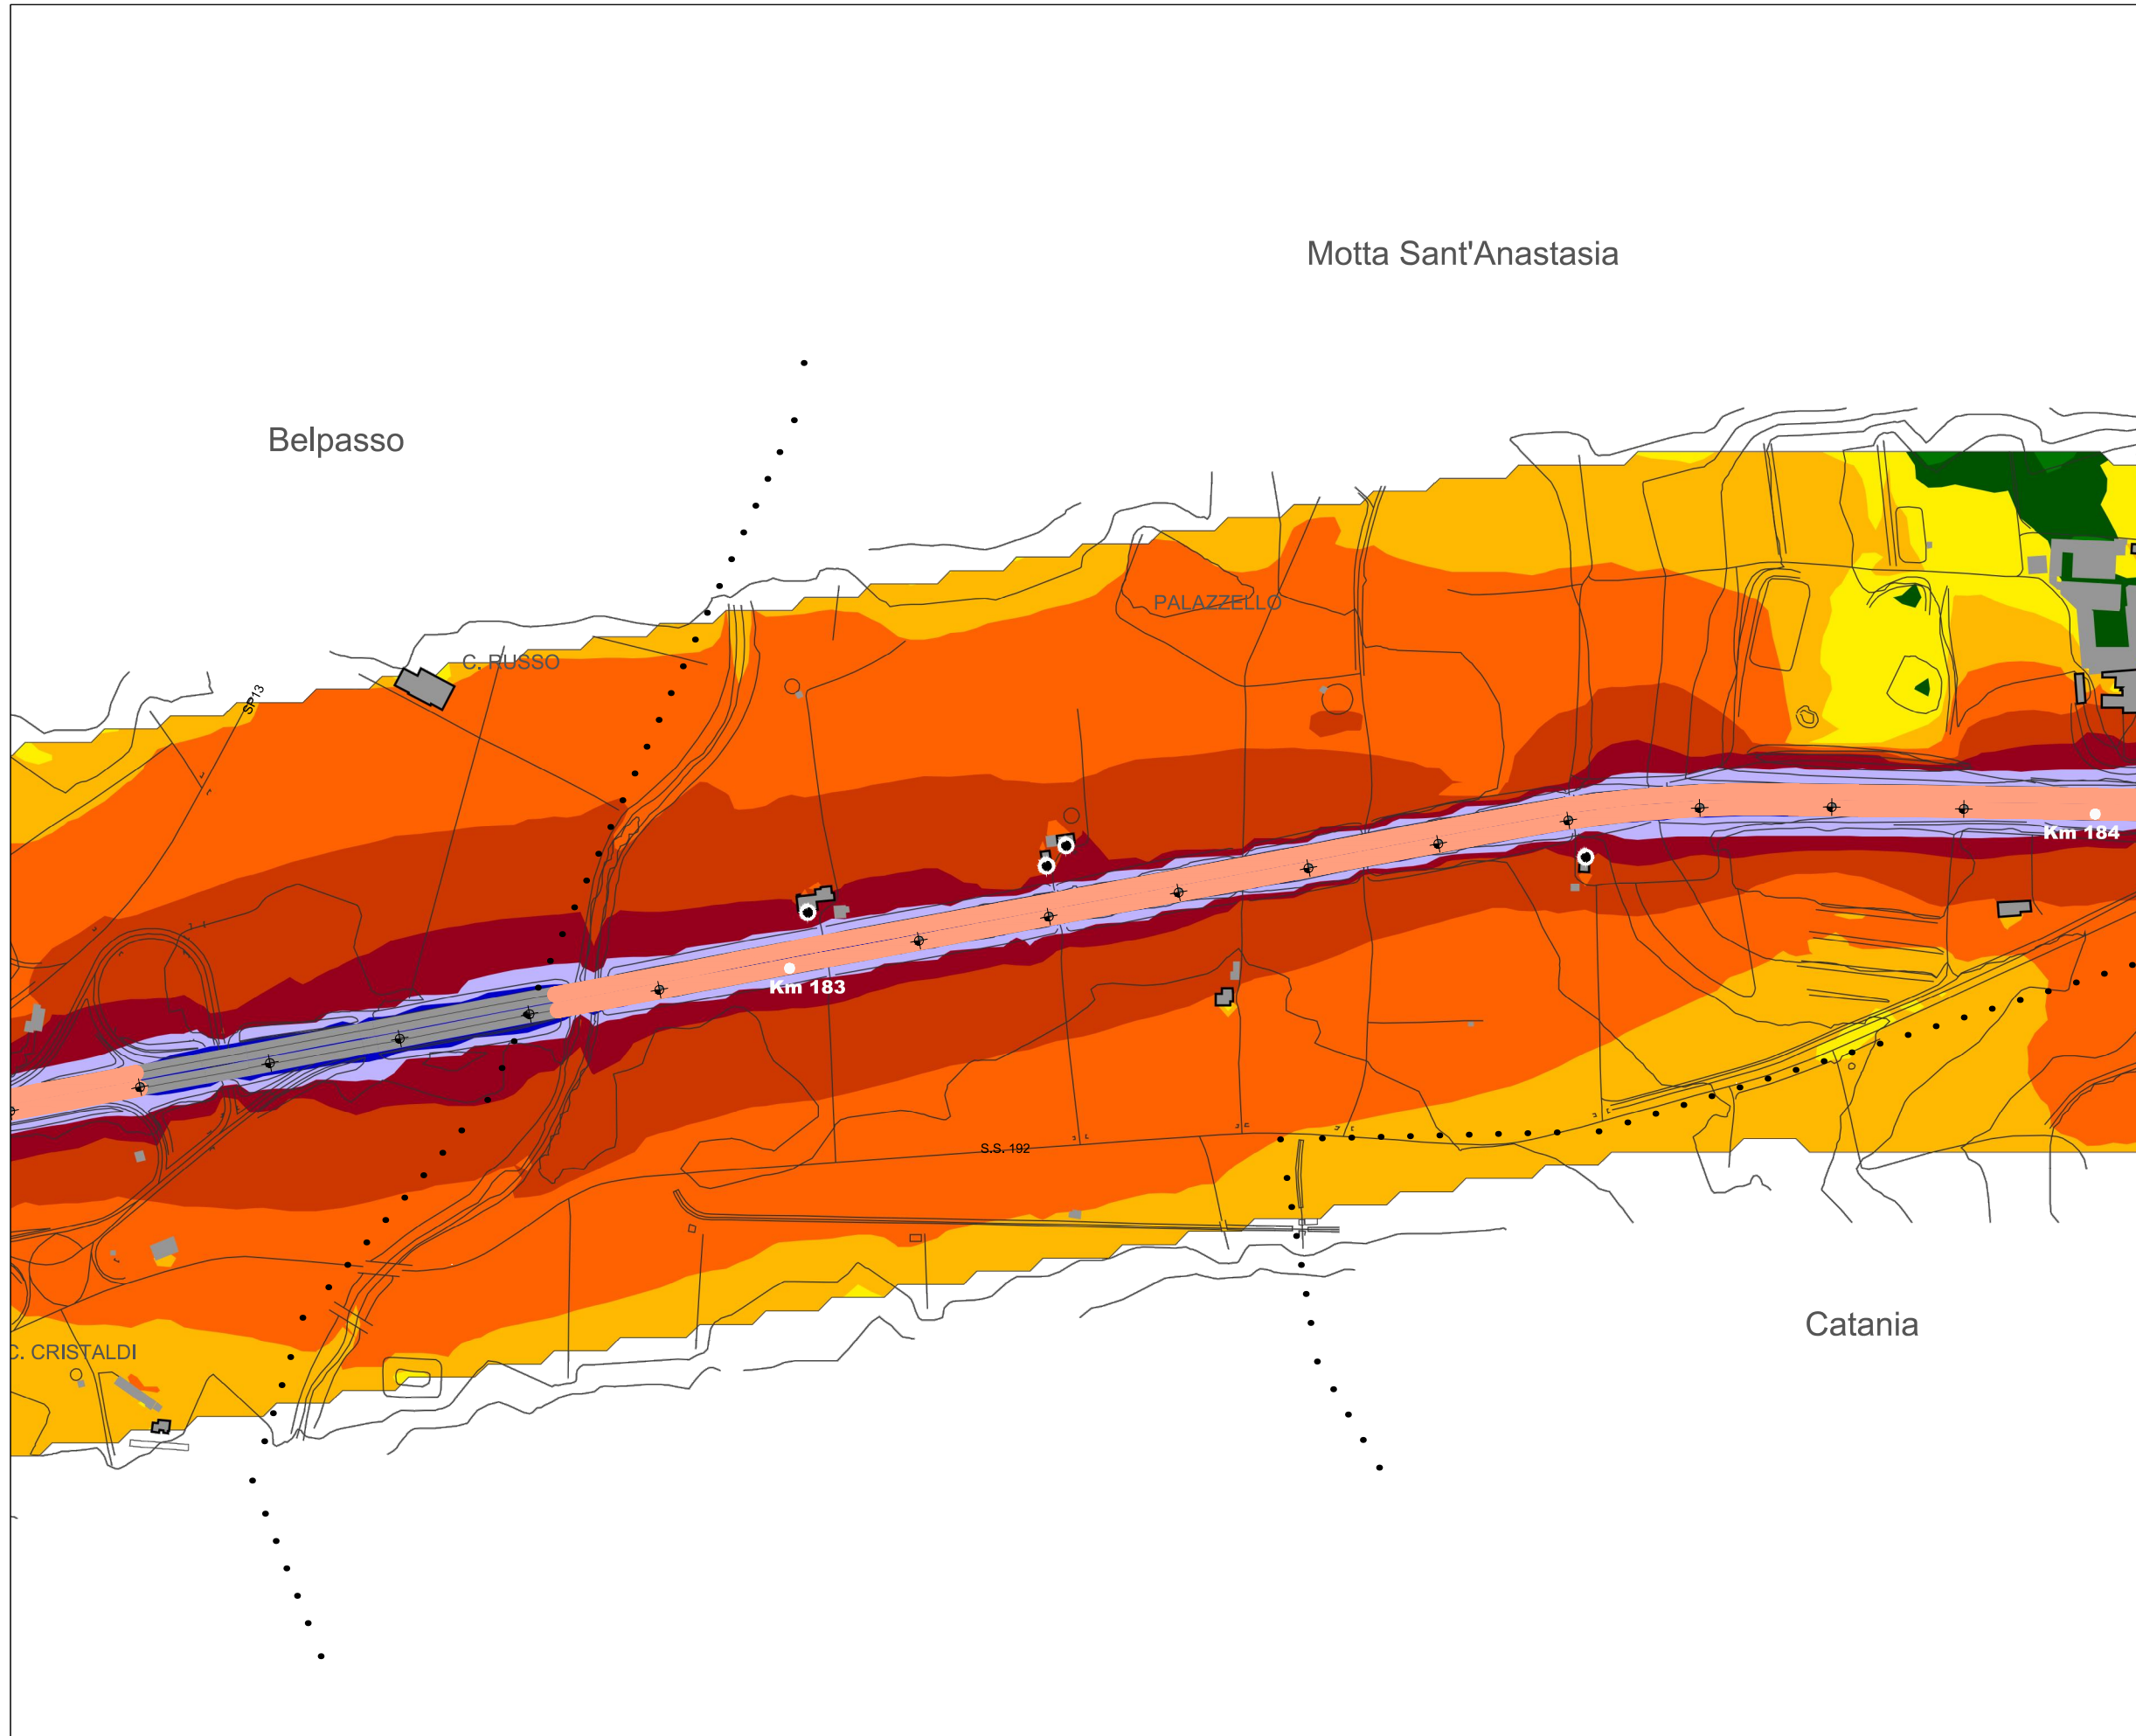 Motta Sant'Anastasia
Belpasso
PALAZZELLO
C. RUSSO
SP13
Km 184
Km 183
S.S. 192
Catania
C. CRISTALDI